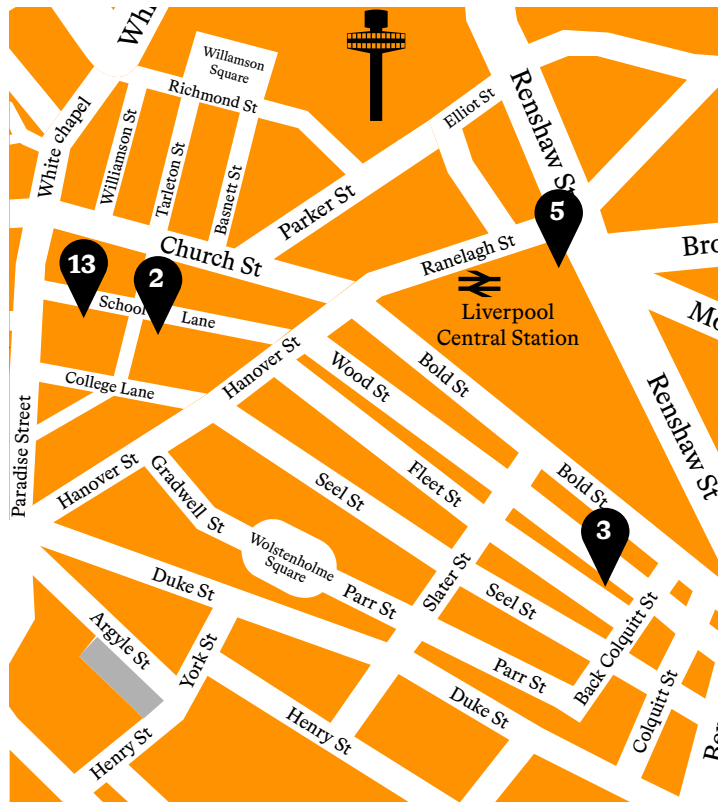 Whi
Willamson
Square
Richmond St
White chapel
Williamson St
Tarleton St
Basnett St
Elliot St
Renshaw St
Parker St
Church St
Ranelagh St
5
Bro
13
2
School Lane
Liverpool
Central Station
Mo
Hanover St
Wood St
Bold St
College Lane
Renshaw St
Paradise Street
Hanover St
Gradwell St
Seel St
Fleet St
Bold St
3
Wolstenholme
Square
Slater St
Duke St
Parr St
Seel St
Argyle St
York St
Parr St
Back Colquitt St
Henry St
Duke St
Colquitt St
Henry St